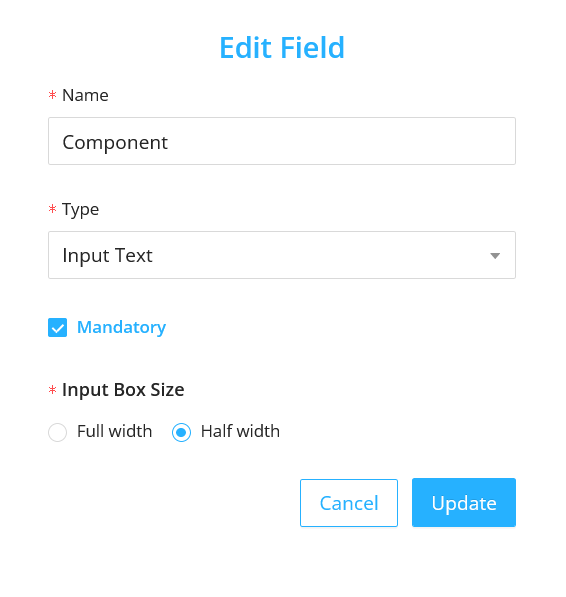 Edit Field
* Name
Component
* Type
Input Text
Mandatory
* Input Box Size
Full width Half width
Cancel Update